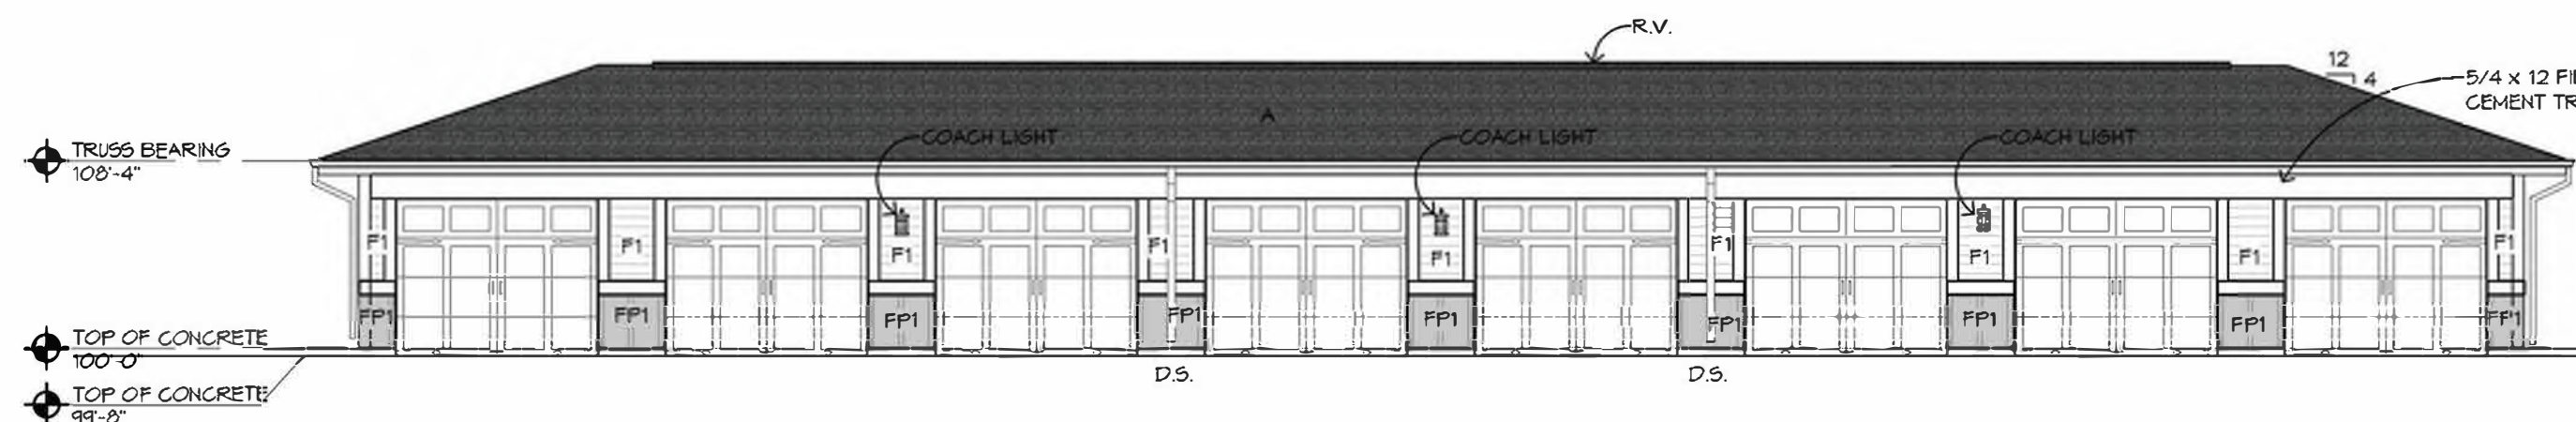 R.V.
12
4
5/4 x 12
CEMENT
A
COACH LIGHT
COACH LIGHT
COACH LIGHT
TRUSS BEARING
108'-4"
F1
F1
F1
F1
F1
F1
F1
F1
F1
FP1
FP1
FP1
FP1
FP1
FP1
FP1
FP1
FP1
TOP OF CONCRETE
100'-0"
D.S.
D.S.
TOP OF CONCRETE
99'-8"